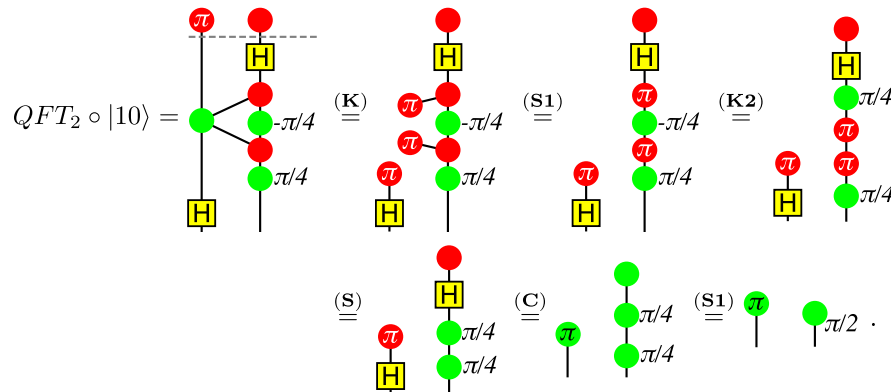 π
H
QFT₂ ∘ |10⟩ = -π/4 (K) = π π -π/4 (S1) = π -π/4 π (K2) = π/4 π π
π/4 π π/4 π π/4 π π/4
H H H H
H H H
(S) = H π/4 π/4 π H (C) = π π/4 π/4 (S1) = π π/2 .